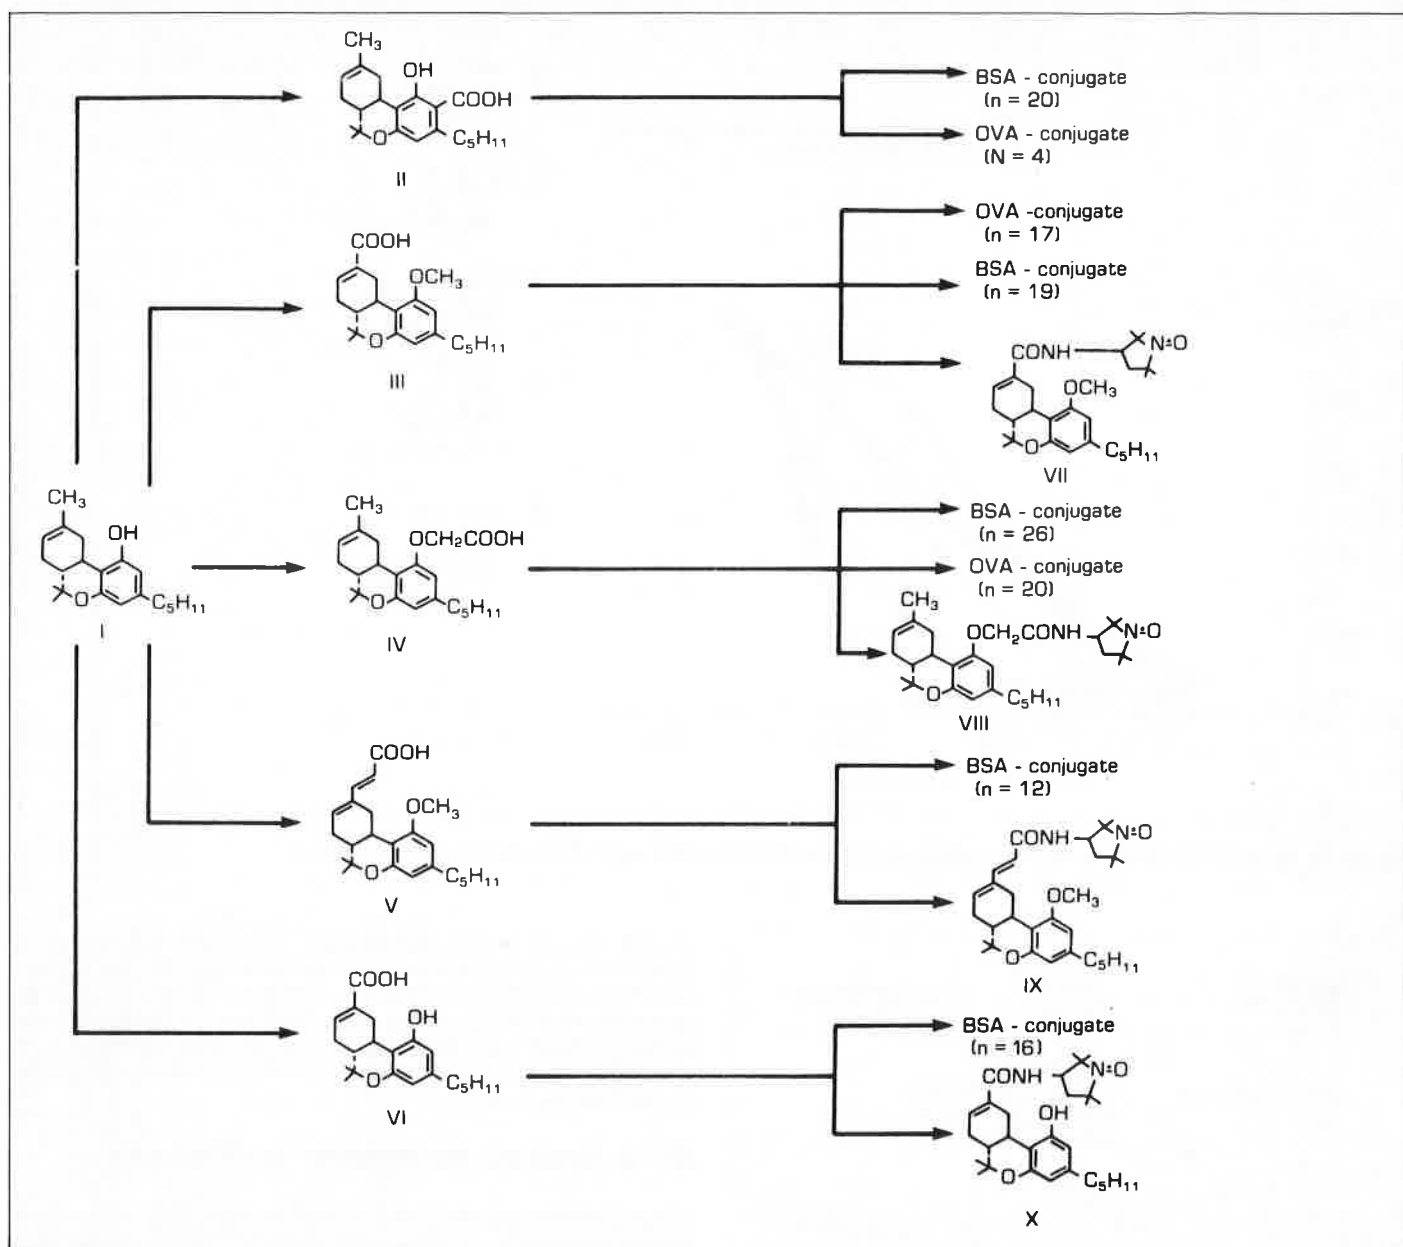 CH₃
OH
COOH
O
C₅H₁₁
II
BSA - conjugate
(n = 20)
OVA - conjugate
(N = 4)
COOH
OCH₃
O
C₅H₁₁
III
OVA -conjugate
(n = 17)
BSA - conjugate
(n = 19)
CONH
N∸O
OCH₃
O
C₅H₁₁
VII
CH₃
OH
O
C₅H₁₁
I
CH₃
OCH₂COOH
O
C₅H₁₁
IV
BSA - conjugate
(n = 26)
OVA - conjugate
(n = 20)
CH₃
OCH₂CONH
N∸O
O
C₅H₁₁
VIII
COOH
OCH₃
O
C₅H₁₁
V
BSA - conjugate
(n = 12)
CONH
N∸O
OCH₃
O
C₅H₁₁
IX
COOH
OH
O
C₅H₁₁
VI
BSA - conjugate
(n = 16)
CONH
N∸O
OH
O
C₅H₁₁
X